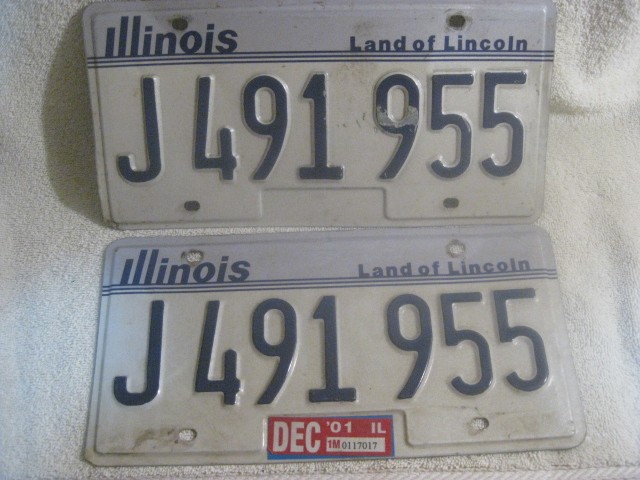 Illinois Land of Lincoln
J 491 955
Illinois Land of Lincoln
J 491 955
DEC '01 IL
1M 0117017